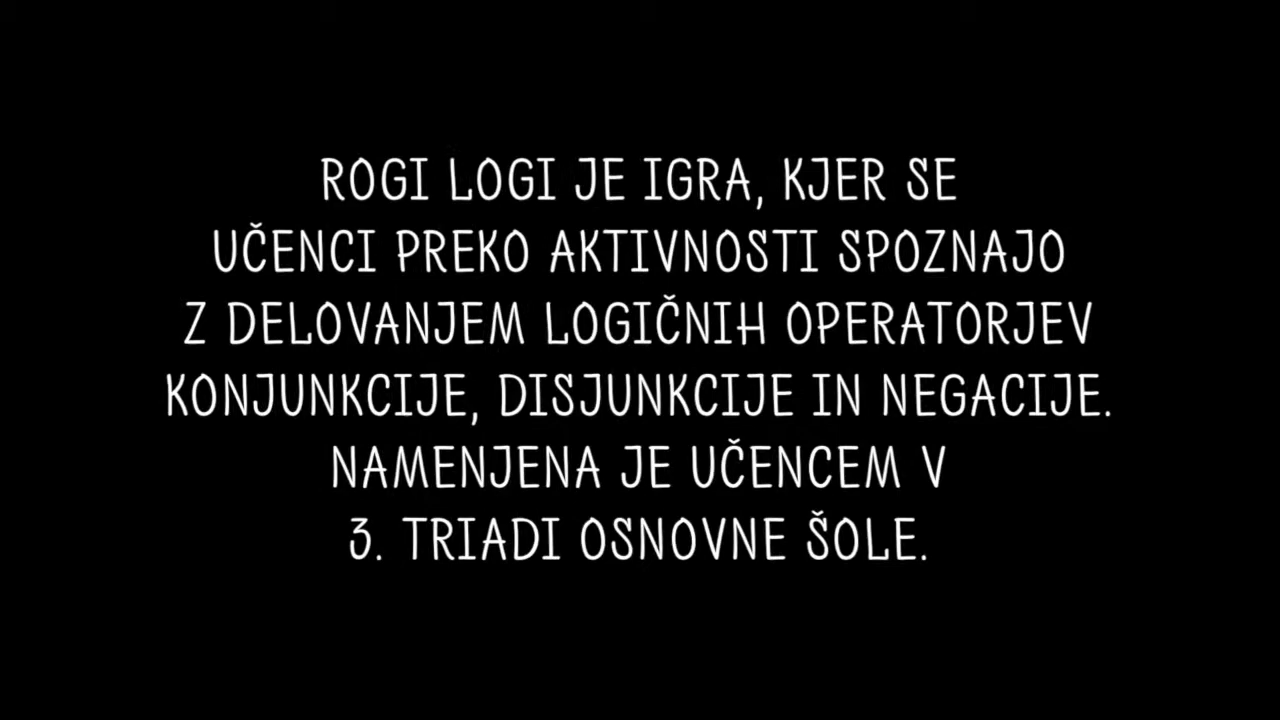 ROGI LOGI JE IGRA, KJER SE
UČENCI PREKO AKTIVNOSTI SPOZNAJO
Z DELOVANJEM LOGIČNIH OPERATORJEV
KONJUNKCIJE, DISJUNKCIJE IN NEGACIJE.
NAMENJENA JE UČENCEM V
3. TRIADI OSNOVNE ŠOLE.